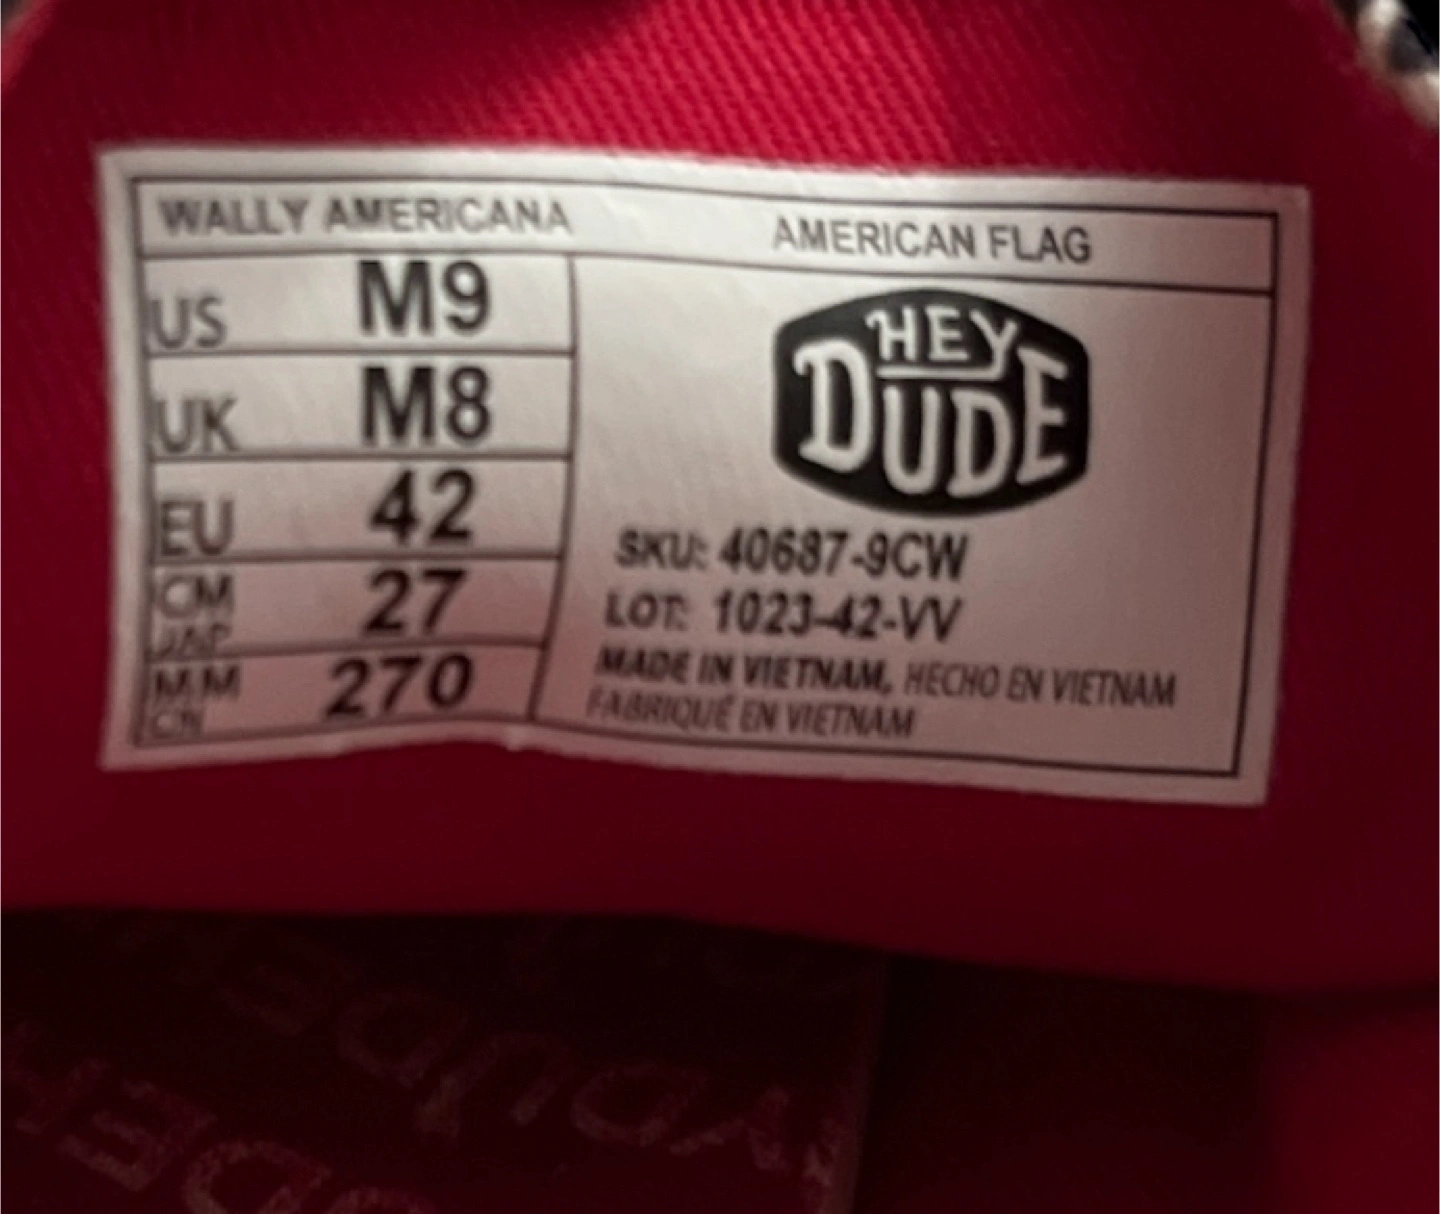 WALLY AMERICANA AMERICAN FLAG
US M9
UK M8
EU 42
CM JAP 27
MM CN 270
HEY
DUDE
SKU: 40687-9CW
LOT: 1023-42-VV
MADE IN VIETNAM, HECHO EN VIETNAM
FABRIQUÉ EN VIETNAM